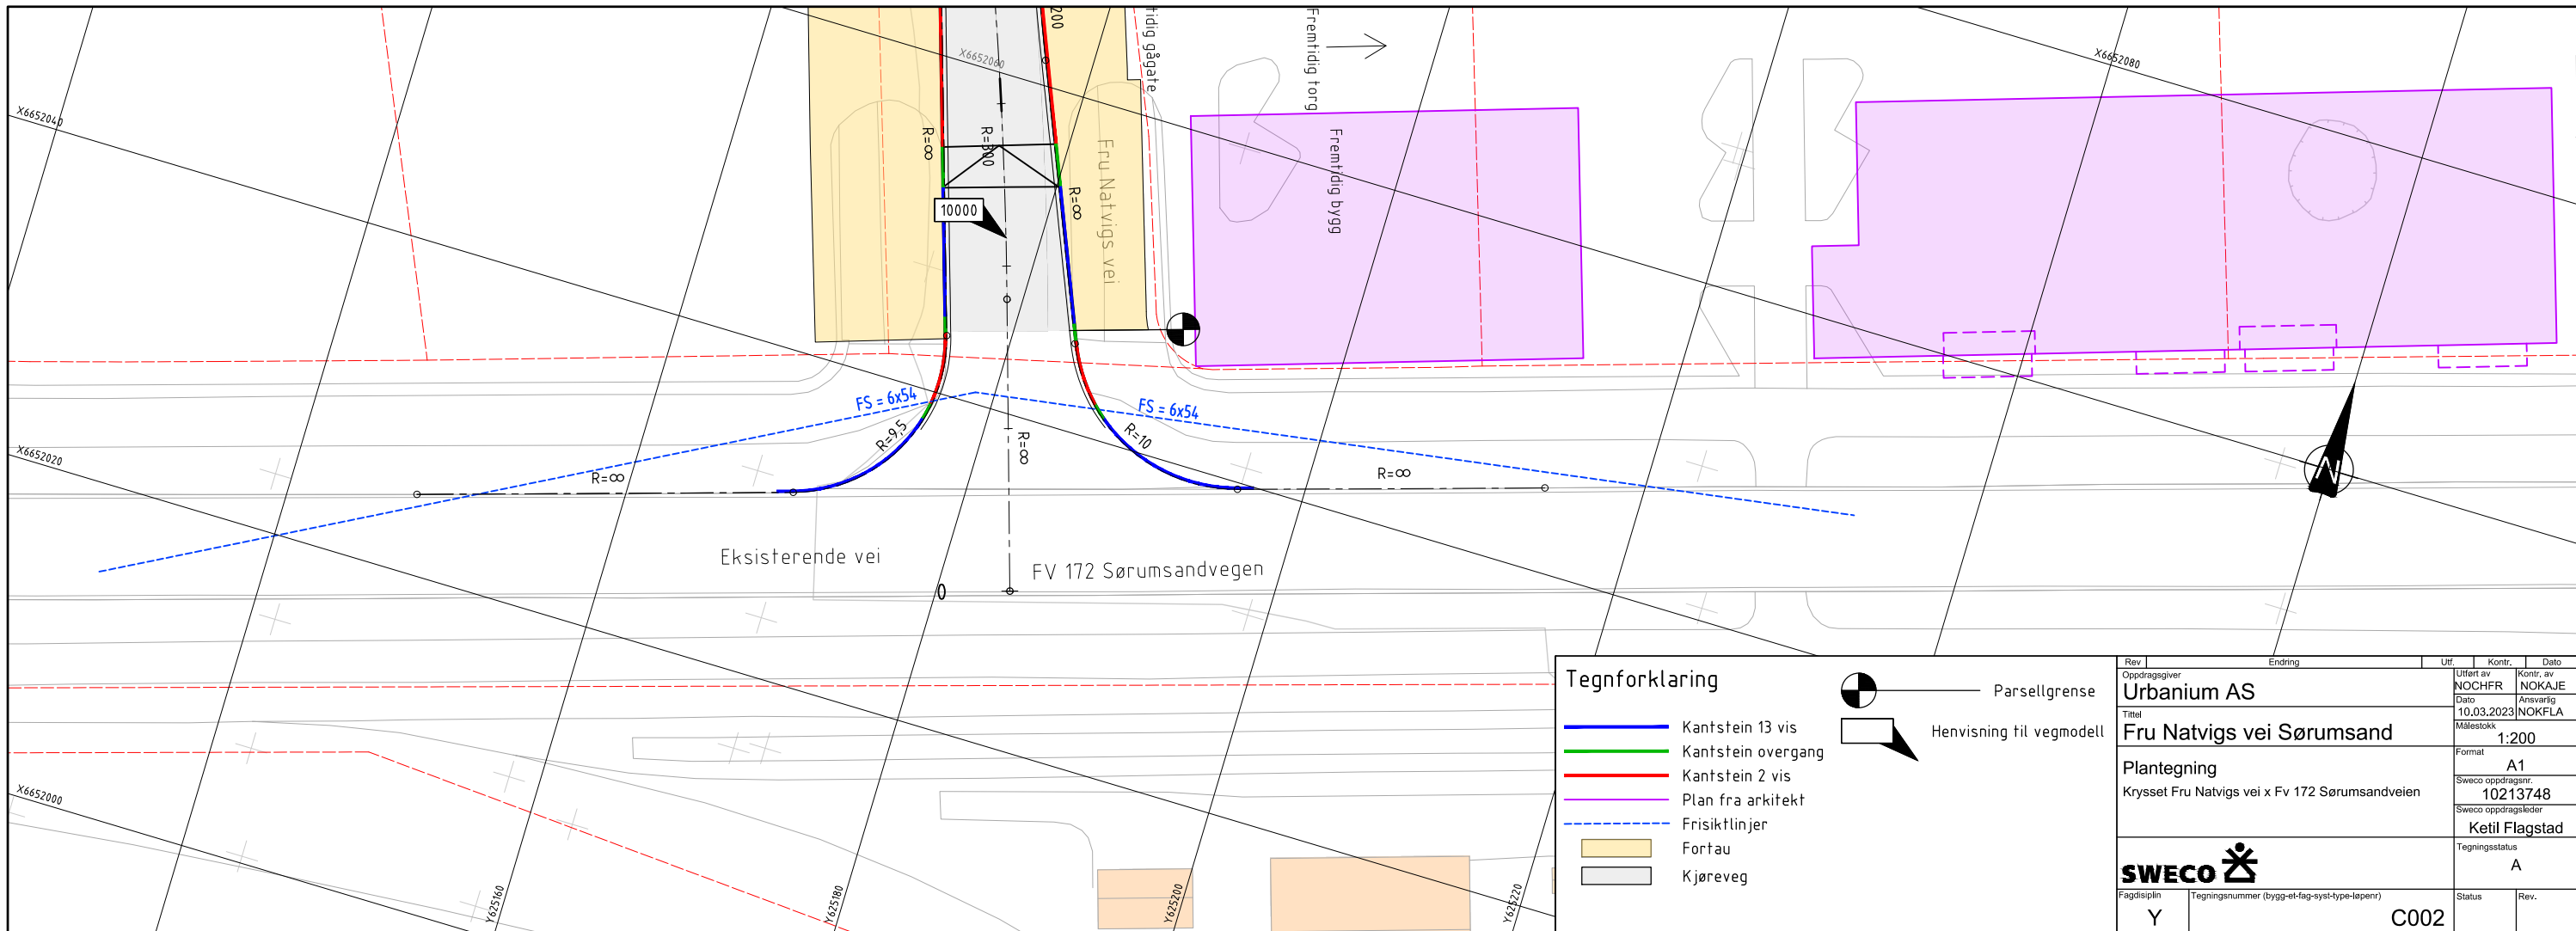 X6652040
X6652060
200
tidig gågate
Fremtidig torg
X6652080
R=∞
R=300
Fru Natvigs vei
Fremtidig bygg
R=∞
10000
FS = 6x54
FS = 6x54
R=9,5
R=∞
R=10
X6652020
R=∞
R=∞
N
Eksisterende vei
FV 172 Sørumsandvegen
0
X6652000
Y625160
Y625180
Y625200
Y625220
Tegnforklaring
Kantstein 13 vis
Kantstein overgang
Kantstein 2 vis
Plan fra arkitekt
Frisiktlinjer
Fortau
Kjøreveg
Parsellgrense
Henvisning til vegmodell
Rev Endring Utf. Kontr. Dato
Oppdragsgiver
Urbanium AS
Utført av Kontr. av
NOCHFR NOKAJE
Dato Ansvarlig
10.03.2023 NOKFLA
Tittel
Fru Natvigs vei Sørumsand
Målestokk
1:200
Plantegning
Krysset Fru Natvigs vei x Fv 172 Sørumsandveien
Format
A1
Sweco oppdragsnr.
10213748
Sweco oppdragsleder
Ketil Flagstad
SWECO
Tegningsstatus
A
Fagdisiplin
Y
Tegningsnummer (bygg-et-fag-syst-type-løpenr)
C002
Status Rev.